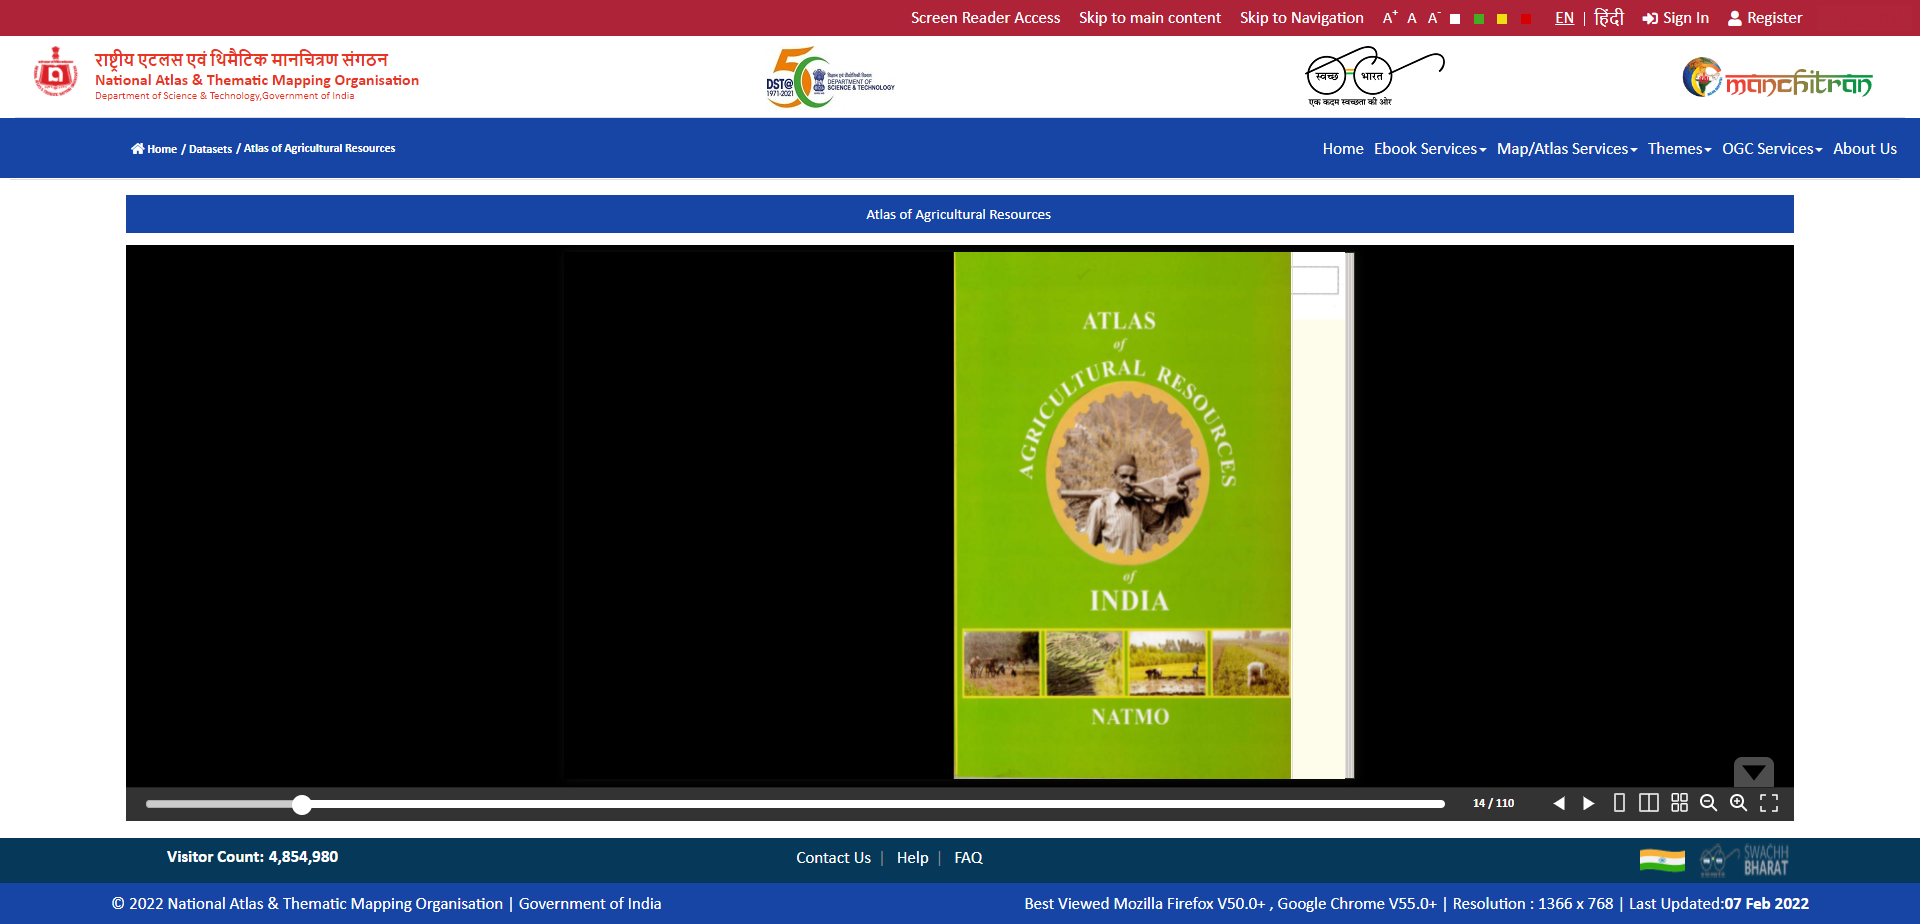 Screen Reader Access Skip to main content Skip to Navigation A+ A A- EN | हिंदी Sign In Register
राष्ट्रीय एटलस एवं थिमैटिक मानचित्रण संगठन
National Atlas & Thematic Mapping Organisation
Department of Science & Technology,Government of India
50
DST@
1971-2021
विज्ञान एवं प्रौद्योगिकी विभाग
DEPARTMENT OF
SCIENCE & TECHNOLOGY
स्वच्छ भारत
एक कदम स्वच्छता की ओर
manchitran
Home / Datasets / Atlas of Agricultural Resources
Home Ebook Services Map/Atlas Services Themes OGC Services About Us
Atlas of Agricultural Resources
ATLAS
of
AGRICULTURAL RESOURCES
of
INDIA
NATMO
14 / 110
Visitor Count: 4,854,980
Contact Us | Help | FAQ
SWACHH
BHARAT
© 2022 National Atlas & Thematic Mapping Organisation | Government of India
Best Viewed Mozilla Firefox V50.0+ , Google Chrome V55.0+ | Resolution : 1366 x 768 | Last Updated:07 Feb 2022